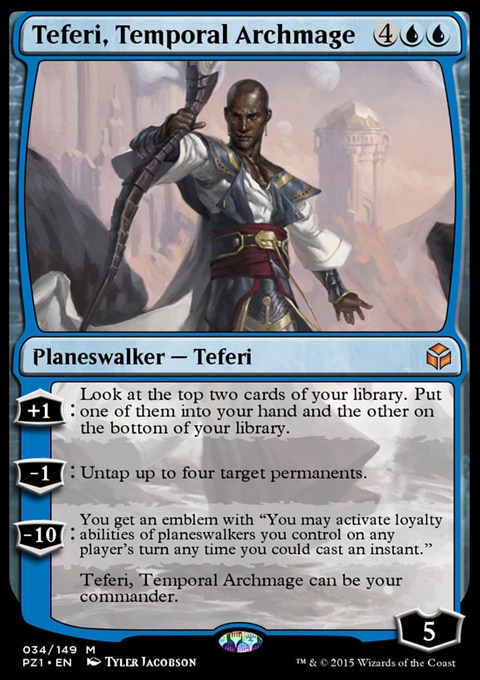 Teferi, Temporal Archmage 4
Planeswalker — Teferi
+1 : Look at the top two cards of your library. Put
one of them into your hand and the other on
the bottom of your library.
-1 : Untap up to four target permanents.
-10 : You get an emblem with “You may activate loyalty
abilities of planeswalkers you control on any
player's turn any time you could cast an instant.”
Teferi, Temporal Archmage can be your
commander.
5
034/149 M
PZ1 • EN Tyler Jacobson
™ & © 2015 Wizards of the Coast